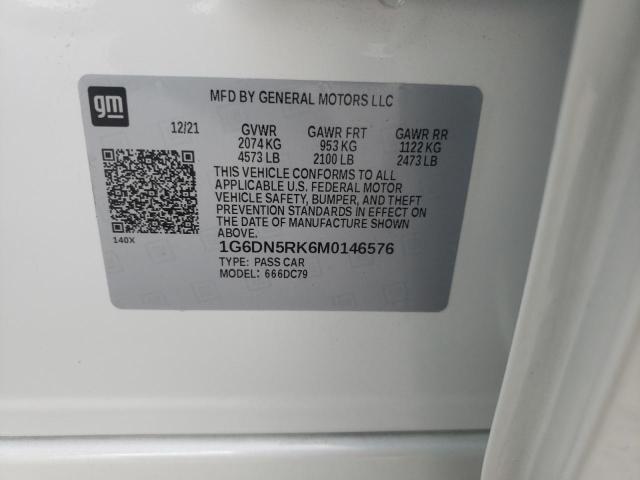 gm
MFD BY GENERAL MOTORS LLC
12/21 GVWR GAWR FRT GAWR RR
2074 KG 953 KG 1122 KG
4573 LB 2100 LB 2473 LB
THIS VEHICLE CONFORMS TO ALL
APPLICABLE U.S. FEDERAL MOTOR
VEHICLE SAFETY, BUMPER, AND THEFT
PREVENTION STANDARDS IN EFFECT ON
THE DATE OF MANUFACTURE SHOWN
ABOVE.
140X
1G6DN5RK6M0146576
TYPE: PASS CAR
MODEL: 666DC79